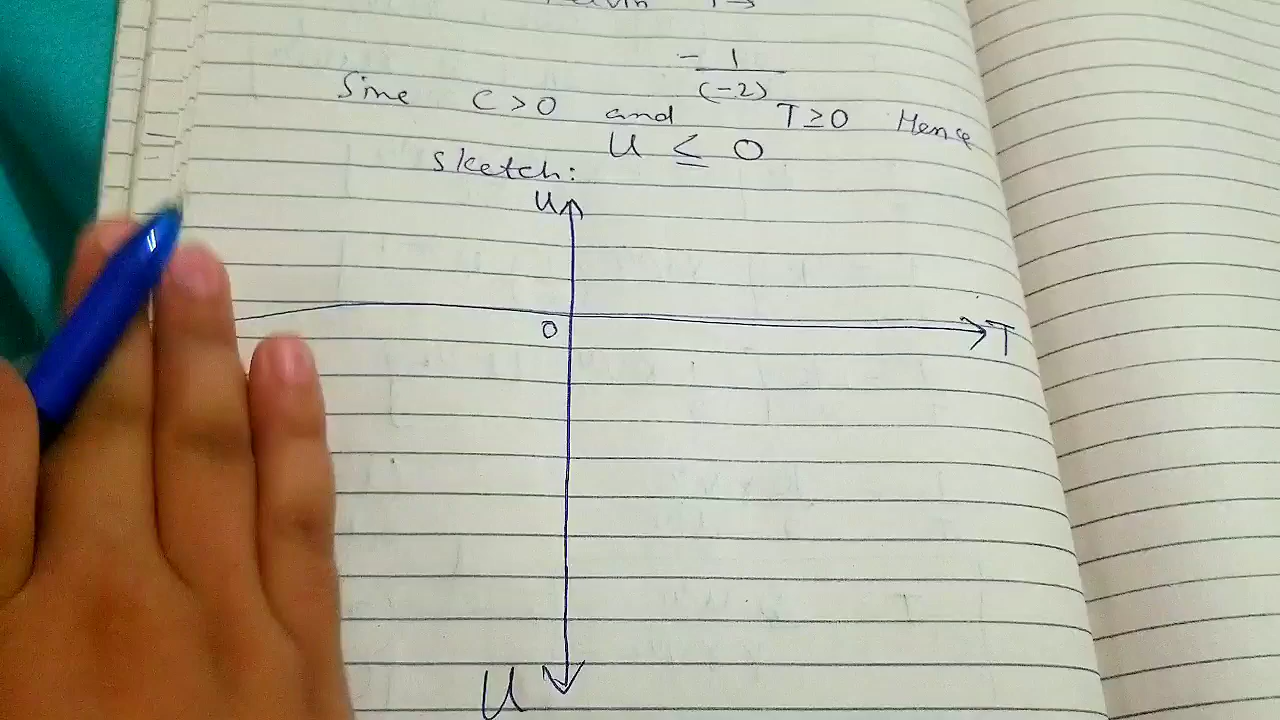 - 1
(-2)
Sine C > 0 and T ≥ 0 Hence
U ≤ 0
Sketch:
U
0
T
U